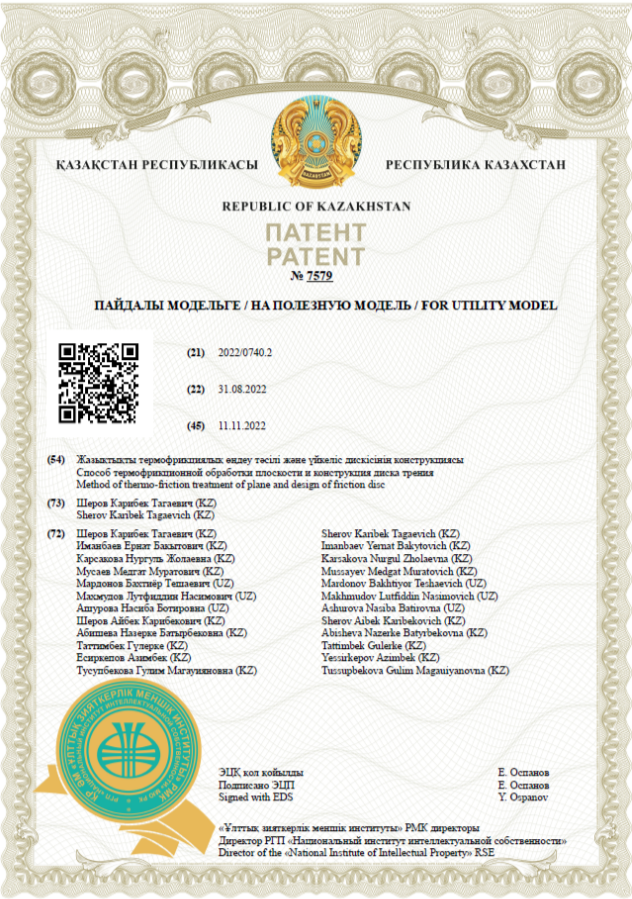 ҚАЗАҚСТАН РЕСПУБЛИКАСЫ
РЕСПУБЛИКА КАЗАХСТАН
REPUBLIC OF KAZAKHSTAN
ПАТЕНТ
PATENT
№ 7579
ПАЙДАЛЫ МОДЕЛЬГЕ / НА ПОЛЕЗНУЮ МОДЕЛЬ / FOR UTILITY MODEL
(21) 2022/0740.2
(22) 31.08.2022
(45) 11.11.2022
(54) Жазықтықты термофрикциялық өңдеу тәсілі және үйкеліс дискісінің конструкциясы
Способ термофрикционной обработки плоскости и конструкция диска трения
Method of thermo-friction treatment of plane and design of friction disc
(73) Шеров Карибек Тагаевич (KZ)
Sherov Karibek Tagaevich (KZ)
(72) Шеров Карибек Тагаевич (KZ) Sherov Karibek Tagaevich (KZ)
Иманбаев Ернат Бакытович (KZ) Imanbaev Yernat Bakytovich (KZ)
Карсакова Нургуль Жолаевна (KZ) Karsakova Nurgul Zholaevna (KZ)
Мусаев Медгат Муратович (KZ) Mussayev Medgat Muratovich (KZ)
Мардонов Бахтиёр Тешаевич (UZ) Mardonov Bakhtiyor Teshaevich (UZ)
Махмудов Лутфиддин Насимович (UZ) Makhmudov Lutfiddin Nasimovich (UZ)
Ашурова Насиба Ботировна (UZ) Ashurova Nasiba Batirovna (UZ)
Шеров Айбек Карибекович (KZ) Sherov Aibek Karibekovich (KZ)
Абишева Назерке Батырбековна (KZ) Abisheva Nazerke Batyrbekovna (KZ)
Таттимбек Гүлерке (KZ) Tattimbek Gulerke (KZ)
Есиркепов Азимбек (KZ) Yessirkepov Azimbek (KZ)
Тусупбекова Гулим Магауияновна (KZ) Tussupbekova Gulim Magauiyanovna (KZ)
ЭЦҚ қол қойылды Е. Оспанов
Подписано ЭЦП Е. Оспанов
Signed with EDS Y. Ospanov
«Ұлттық зияткерлік меншік институты» РМК директоры
Директор РГП «Национальный институт интеллектуальной собственности»
Director of the «National Institute of Intellectual Property» RSE